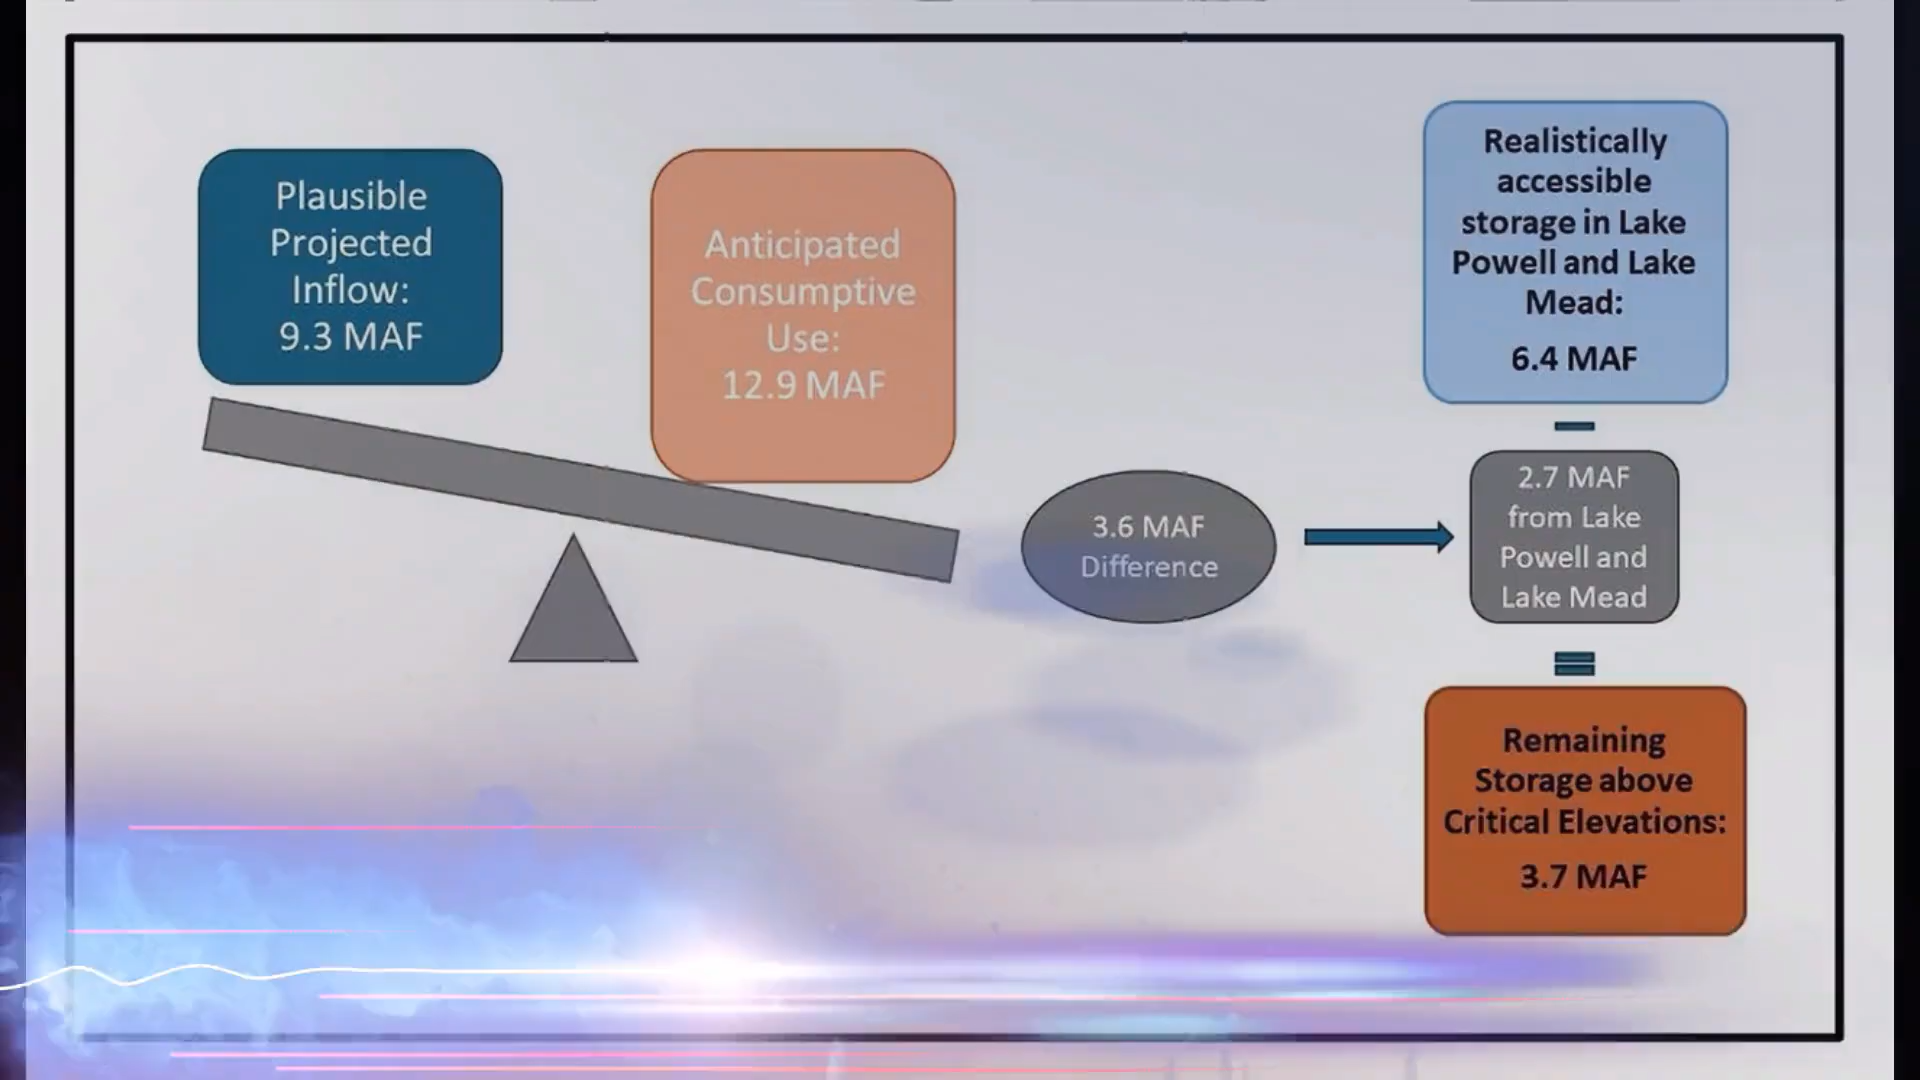 Plausible
Projected
Inflow:
9.3 MAF
Anticipated
Consumptive
Use:
12.9 MAF
3.6 MAF
Difference
Realistically
accessible
storage in Lake
Powell and Lake
Mead:
6.4 MAF
2.7 MAF
from Lake
Powell and
Lake Mead
Remaining
Storage above
Critical Elevations:
3.7 MAF